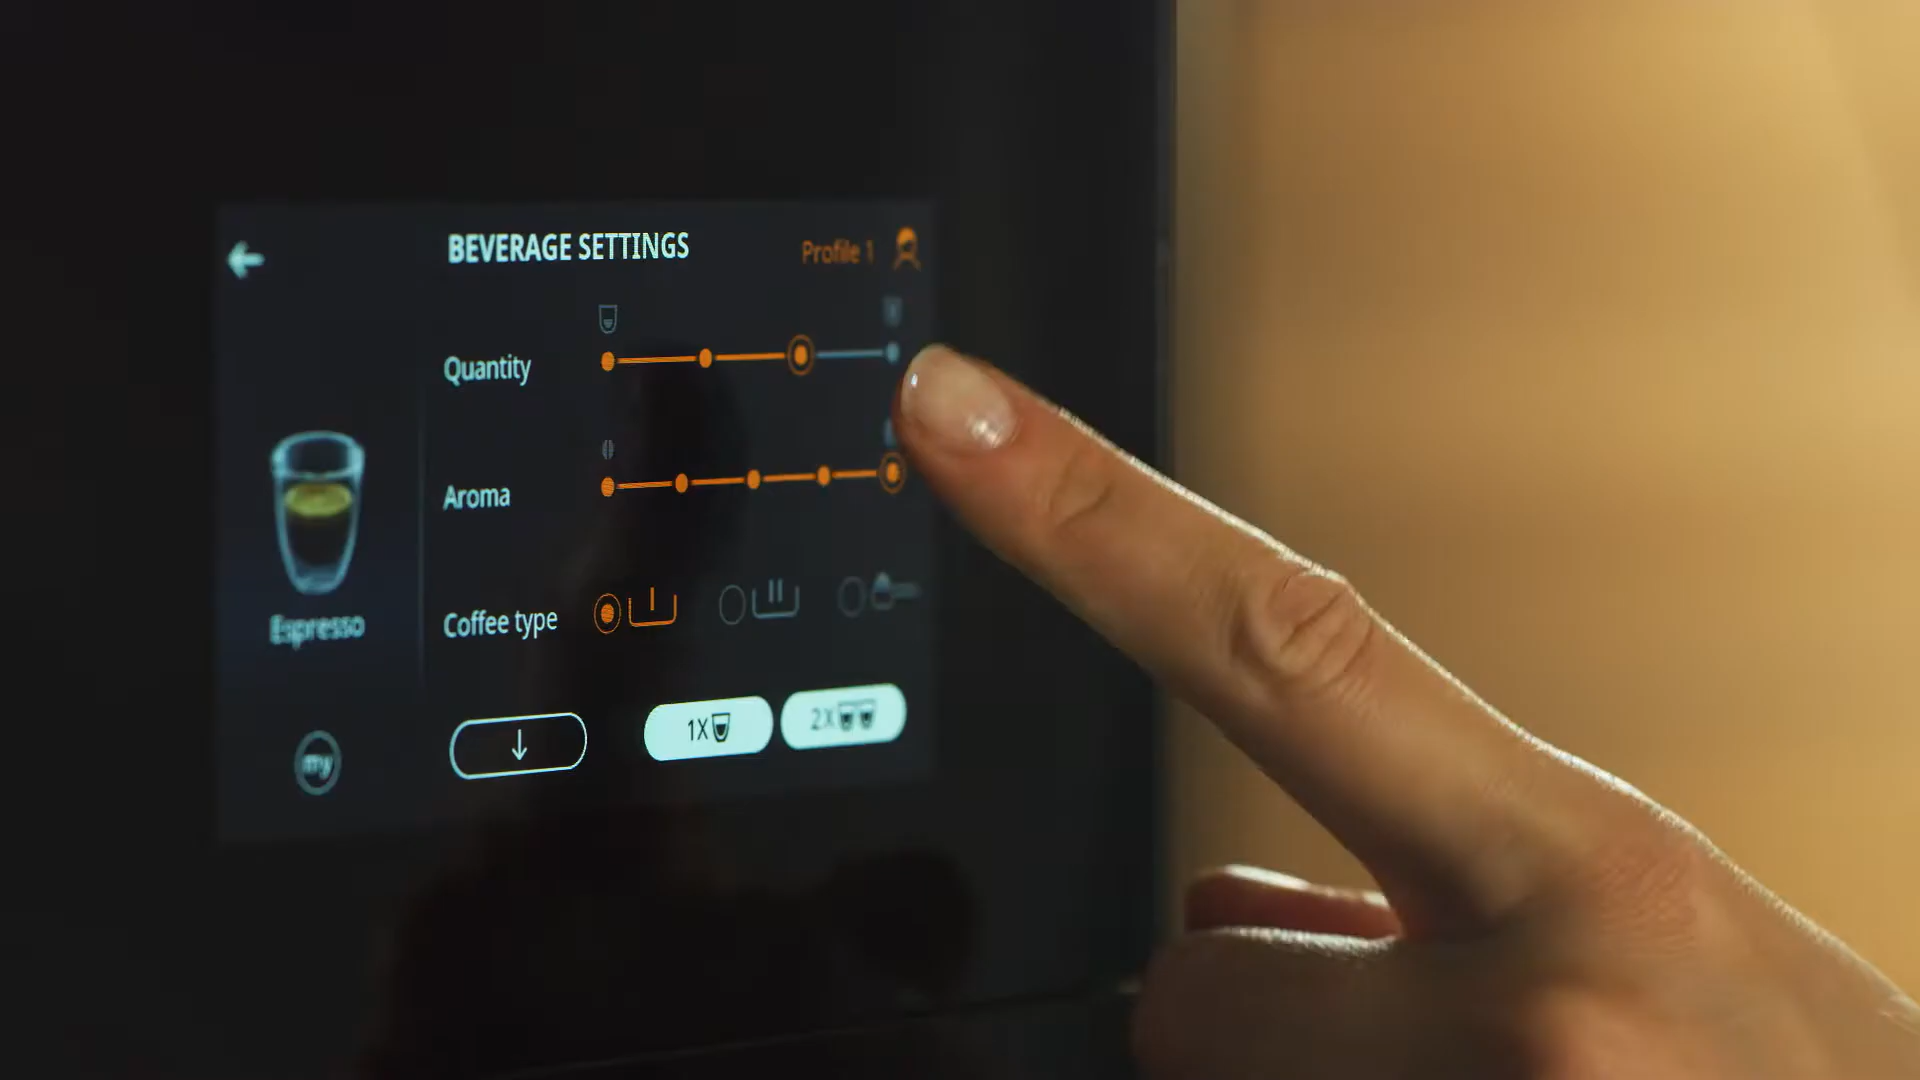 BEVERAGE SETTINGS
Profile 1
Quantity
Aroma
Espresso
Coffee type
my
1X
2X